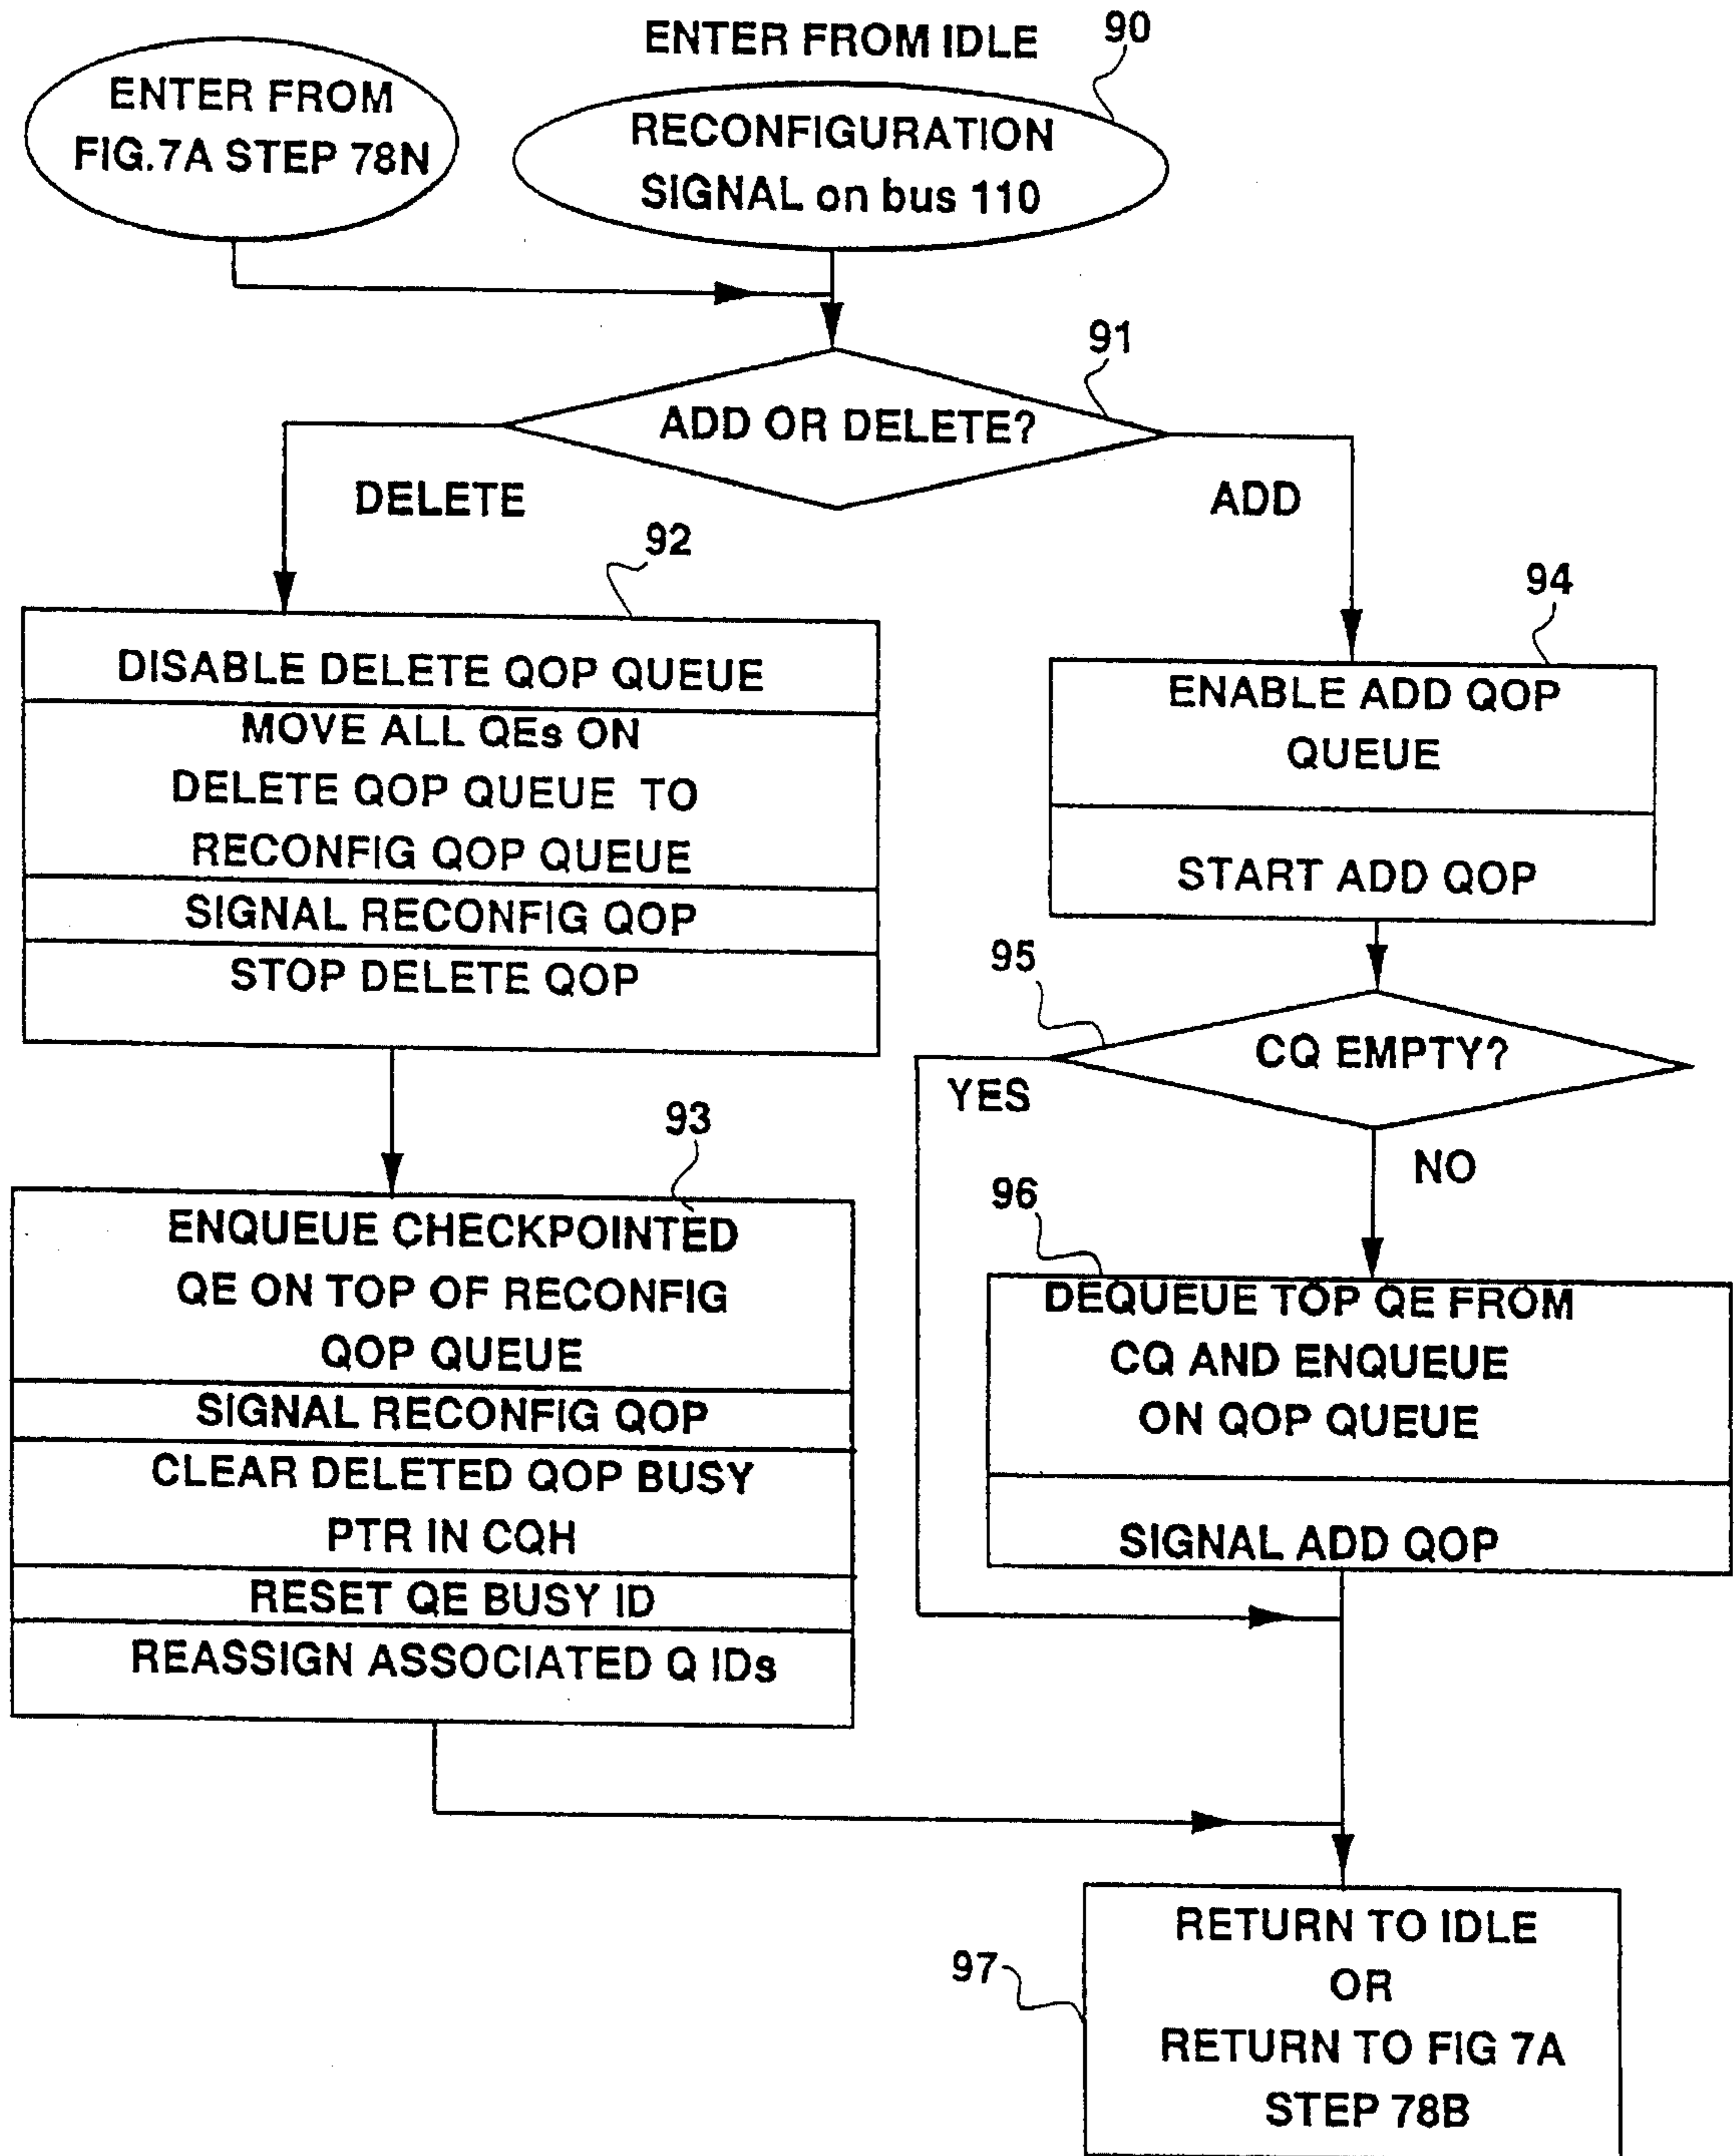 ENTER FROM IDLE
90
ENTER FROM
FIG.7A STEP 78N
RECONFIGURATION
SIGNAL on bus 110
91
ADD OR DELETE?
DELETE
ADD
92
DISABLE DELETE QOP QUEUE
MOVE ALL QEs ON
DELETE QOP QUEUE TO
RECONFIG QOP QUEUE
SIGNAL RECONFIG QOP
STOP DELETE QOP
94
ENABLE ADD QOP
QUEUE
START ADD QOP
95
CQ EMPTY?
YES
NO
93
ENQUEUE CHECKPOINTED
QE ON TOP OF RECONFIG
QOP QUEUE
SIGNAL RECONFIG QOP
CLEAR DELETED QOP BUSY
PTR IN CQH
RESET QE BUSY ID
REASSIGN ASSOCIATED Q IDs
96
DEQUEUE TOP QE FROM
CQ AND ENQUEUE
ON QOP QUEUE
SIGNAL ADD QOP
97
RETURN TO IDLE
OR
RETURN TO FIG 7A
STEP 78B